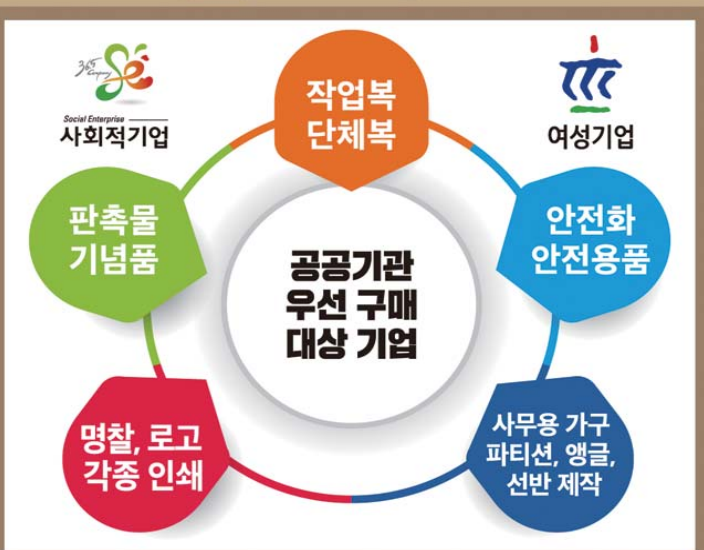 365
Company
Social Enterprise
사회적기업
여성기업
작업복
단체복
판촉물
기념품
안전화
안전용품
공공기관
우선 구매
대상 기업
명찰, 로고
각종 인쇄
사무용 가구
파티션, 앵글,
선반 제작